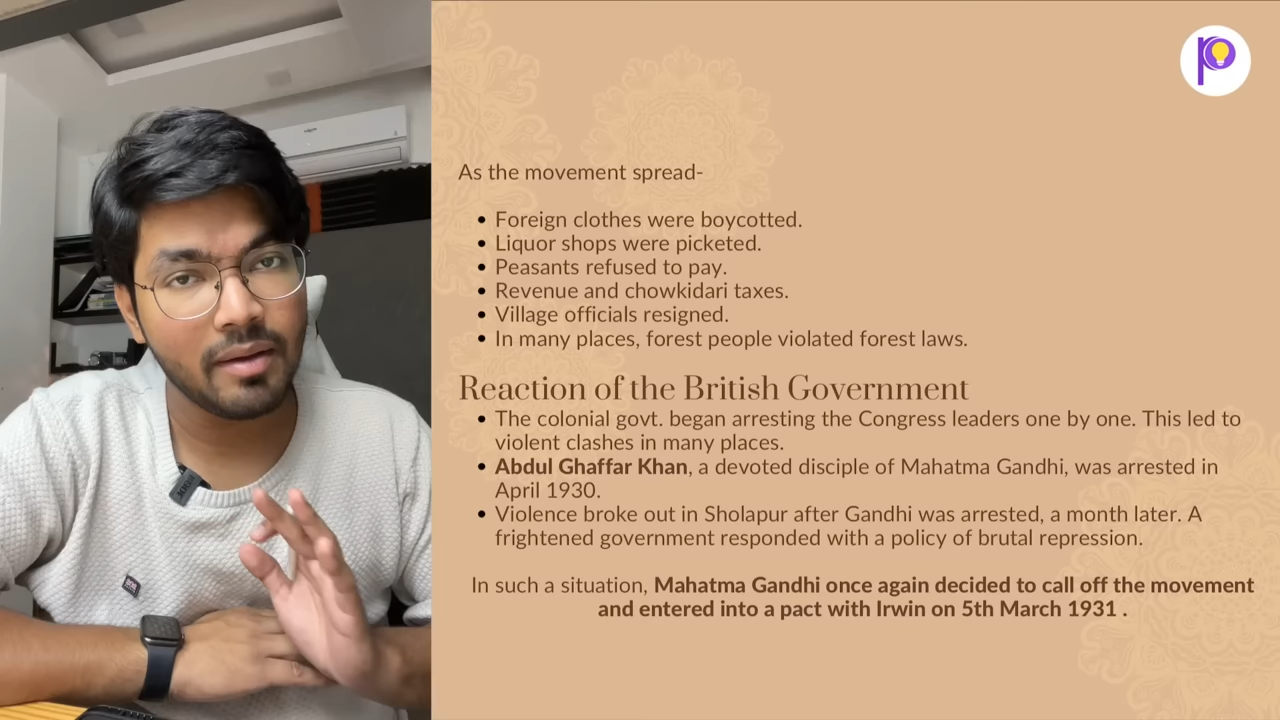 As the movement spread-
• Foreign clothes were boycotted.
• Liquor shops were picketed.
• Peasants refused to pay.
• Revenue and chowkidari taxes.
• Village officials resigned.
• In many places, forest people violated forest laws.
Reaction of the British Government
• The colonial govt. began arresting the Congress leaders one by one. This led to
violent clashes in many places.
• Abdul Ghaffar Khan, a devoted disciple of Mahatma Gandhi, was arrested in
April 1930.
• Violence broke out in Sholapur after Gandhi was arrested, a month later. A
frightened government responded with a policy of brutal repression.
In such a situation, Mahatma Gandhi once again decided to call off the movement
and entered into a pact with Irwin on 5th March 1931 .